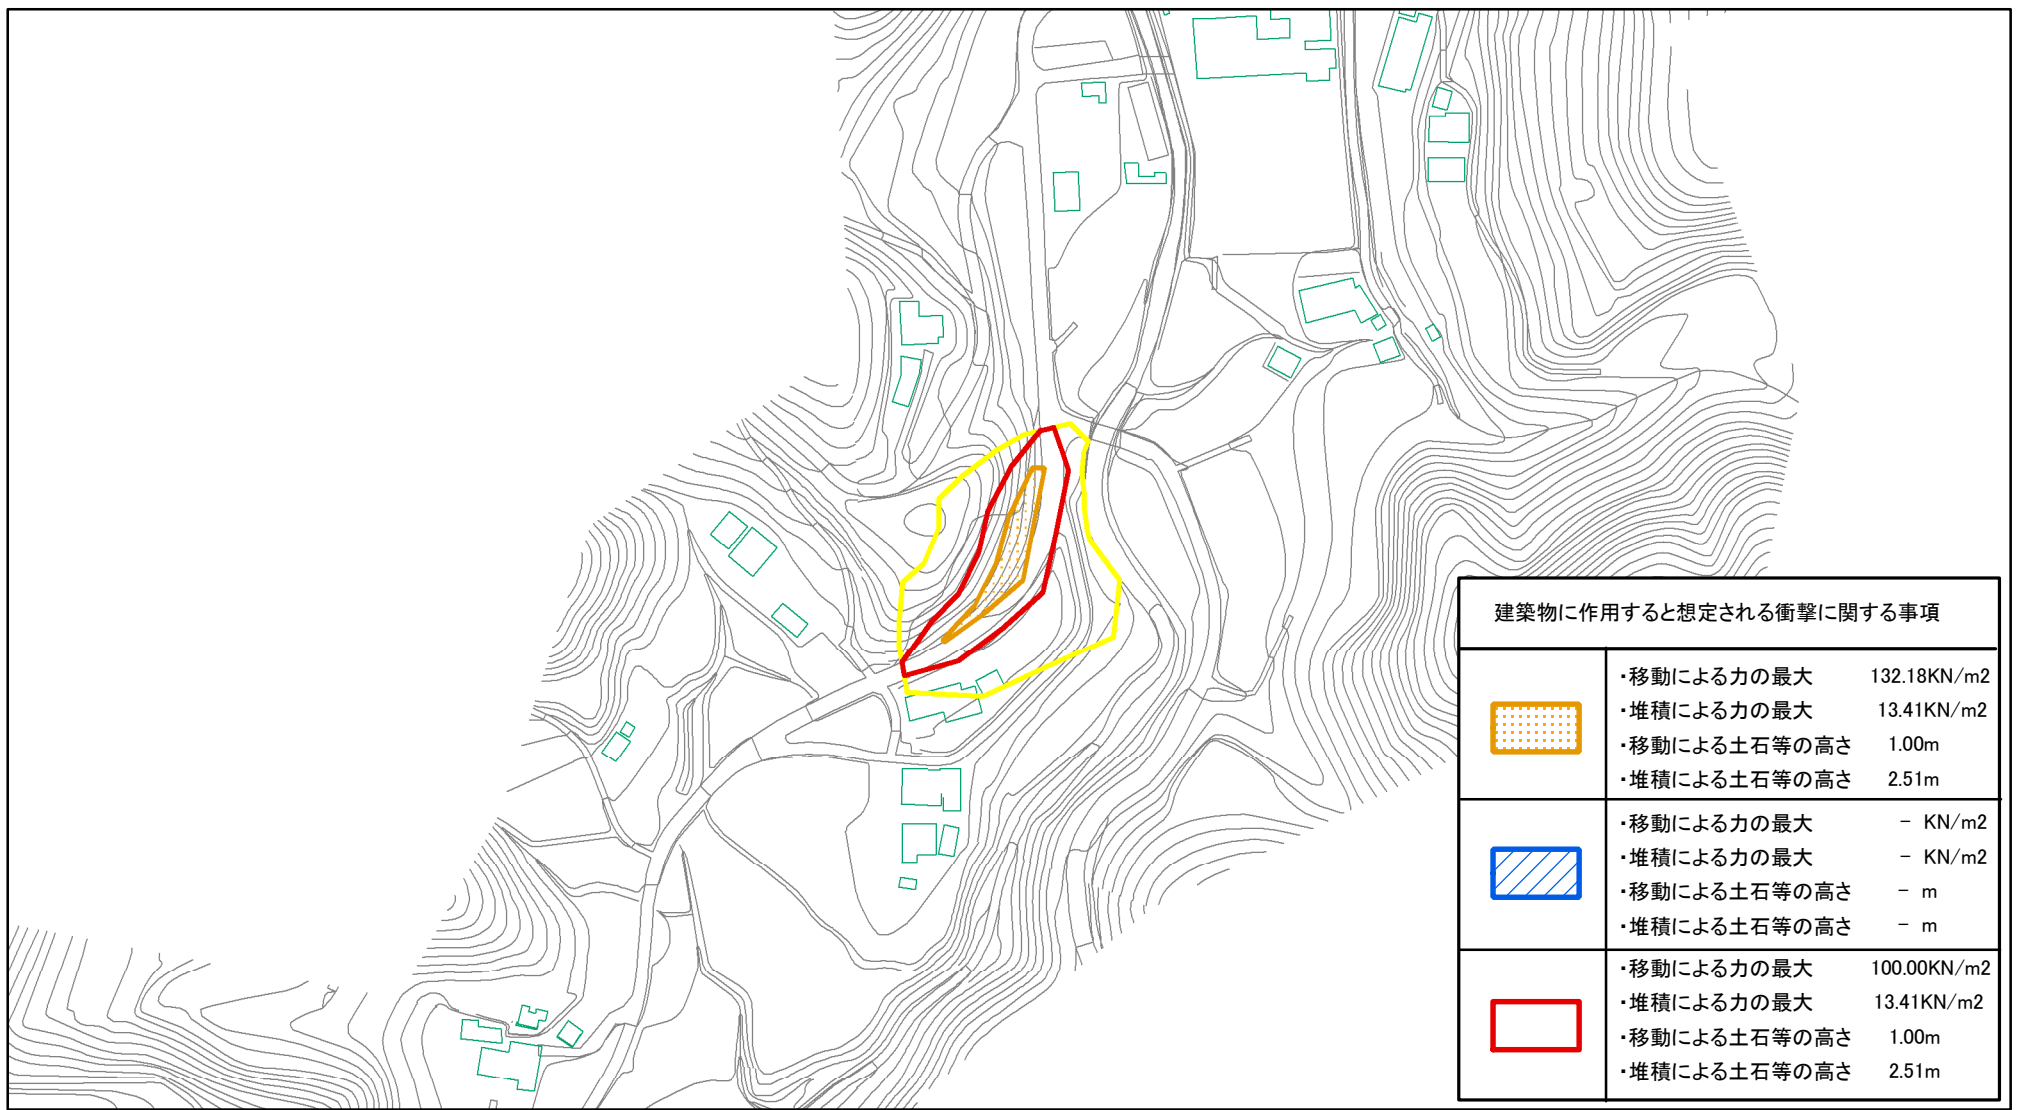 建築物に作用すると想定される衝撃に関する事項
・移動による力の最大 132.18KN/m2
・堆積による力の最大 13.41KN/m2
・移動による土石等の高さ 1.00m
・堆積による土石等の高さ 2.51m
・移動による力の最大 － KN/m2
・堆積による力の最大 － KN/m2
・移動による土石等の高さ － m
・堆積による土石等の高さ － m
・移動による力の最大 100.00KN/m2
・堆積による力の最大 13.41KN/m2
・移動による土石等の高さ 1.00m
・堆積による土石等の高さ 2.51m